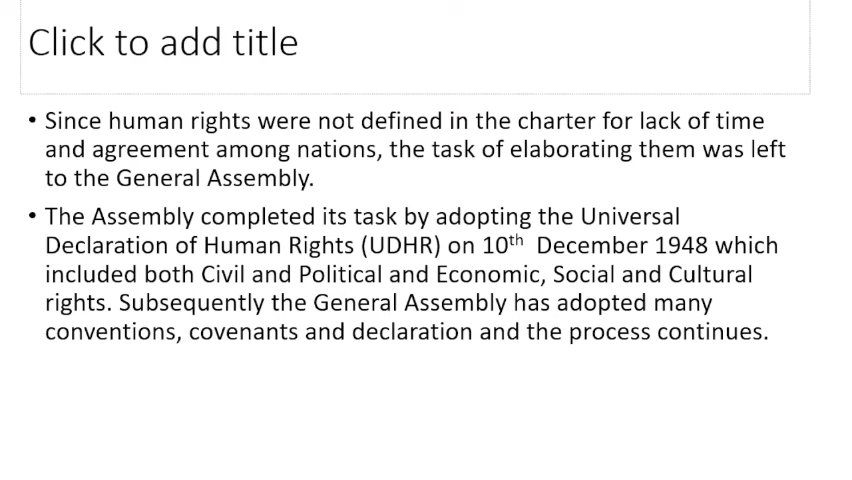 Click to add title
• Since human rights were not defined in the charter for lack of time
and agreement among nations, the task of elaborating them was left
to the General Assembly.
• The Assembly completed its task by adopting the Universal
Declaration of Human Rights (UDHR) on 10th December 1948 which
included both Civil and Political and Economic, Social and Cultural
rights. Subsequently the General Assembly has adopted many
conventions, covenants and declaration and the process continues.